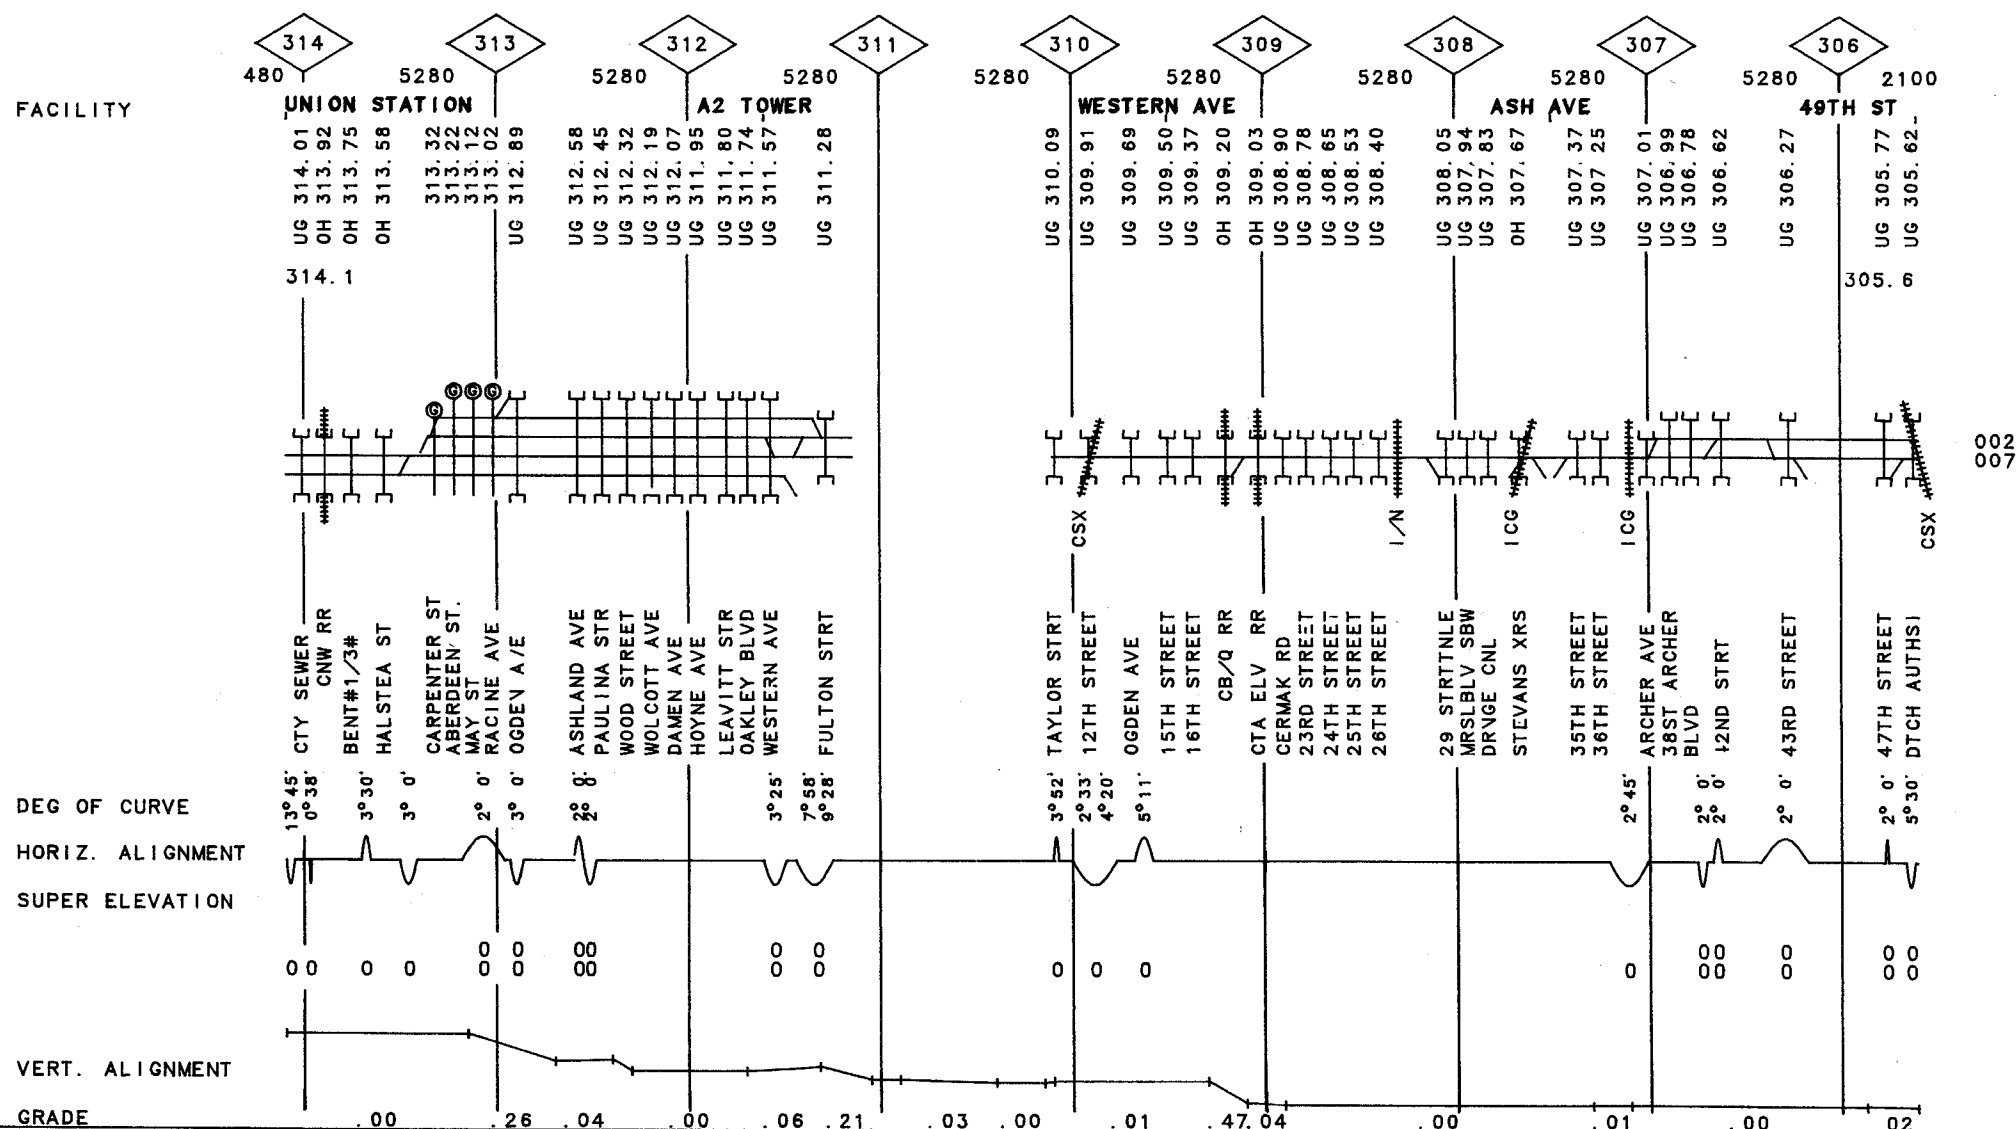 314 313 312 311 310 309 308 307 306
480 5280 5280 5280 5280 5280 5280 5280 5280 2100
FACILITY
UNION STATION A2 TOWER WESTERN AVE ASH AVE 49TH ST
UG 314.01
OH 313.92
OH 313.75
OH 313.58
313.32
313.22
313.12
313.02
UG 312.89
UG 312.58
UG 312.45
UG 312.32
UG 312.19
UG 312.07
UG 311.95
UG 311.80
UG 311.74
UG 311.57
UG 311.28
UG 310.09
UG 309.91
UG 309.69
UG 309.50
UG 309.37
OH 309.20
OH 309.03
UG 308.90
UG 308.78
UG 308.65
UG 308.53
UG 308.40
UG 308.05
UG 307.94
UG 307.83
OH 307.67
UG 307.37
UG 307.25
UG 307.01
UG 306.99
UG 306.78
UG 306.62
UG 306.27
UG 305.77
UG 305.62
314.1 305.6
G G G G
002
007
CSX I/N ICG ICG CSX
CTY SEWER
CNW RR
BENT#1/3#
HALSTEA ST
CARPENTER ST
ABERDEEN ST.
MAY ST
RACINE AVE
OGDEN A/E
ASHLAND AVE
PAULINA STR
WOOD STREET
WOLCOTT AVE
DAMEN AVE
HOYNE AVE
LEAVITT STR
OAKLEY BLVD
WESTERN AVE
FULTON STRT
TAYLOR STRT
12TH STREET
OGDEN AVE
15TH STREET
16TH STREET
CB/Q RR
CTA ELV RR
CERMAK RD
23RD STREET
24TH STREET
25TH STREET
26TH STREET
29 STRTTNLE
MRSLBLV SBW
DRNGE CNL
STEVANS XRS
35TH STREET
36TH STREET
ARCHER AVE
38ST ARCHER
BLVD
42ND STRT
43RD STREET
47TH STREET
DTCH AUTHSI
DEG OF CURVE
13°45' 0°38' 3°30' 3° 0' 2° 0' 3° 0' 2° 0' 2° 0' 3°25' 7°58' 9°28' 3°52' 2°33' 4°20' 5°11' 2°45' 2° 0' 2° 0' 2° 0' 2° 0' 5°30'
HORIZ. ALIGNMENT
SUPER ELEVATION
0 0 00 0 0 00 0 0 0
0 0 0 0 0 0 00 0 0 0 0 0 0 00 0 0 0
VERT. ALIGNMENT
GRADE .00 .26 .04 .00 .06 .21 .03 .00 .01 .47 .04 .00 .01 .00 02